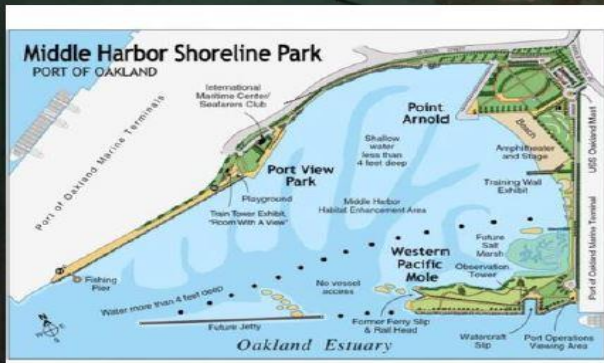 Middle Harbor Shoreline Park
PORT OF OAKLAND
International
Maritime Center/
Seafarers Club
Point
Arnold
Shallow
water
less than
4 feet deep
Beach
Amphitheater
and Stage
USS Oakland Mast
Port View
Park
Playground
Train Tower Exhibit,
"Room With A View"
Middle Harbor
Habitat Enhancement Area
Training Wall
Exhibit
Port of Oakland Marine Terminals
Port of Oakland Marine Terminal
Future
Salt
Marsh
Western
Pacific
Mole
Observation
Tower
Fishing
Pier
Water more than 4 feet deep
No vessel
access
Future Jetty
Former Ferry Slip
& Rail Head
Watercraft
Slip
Port Operations
Viewing Area
Oakland Estuary